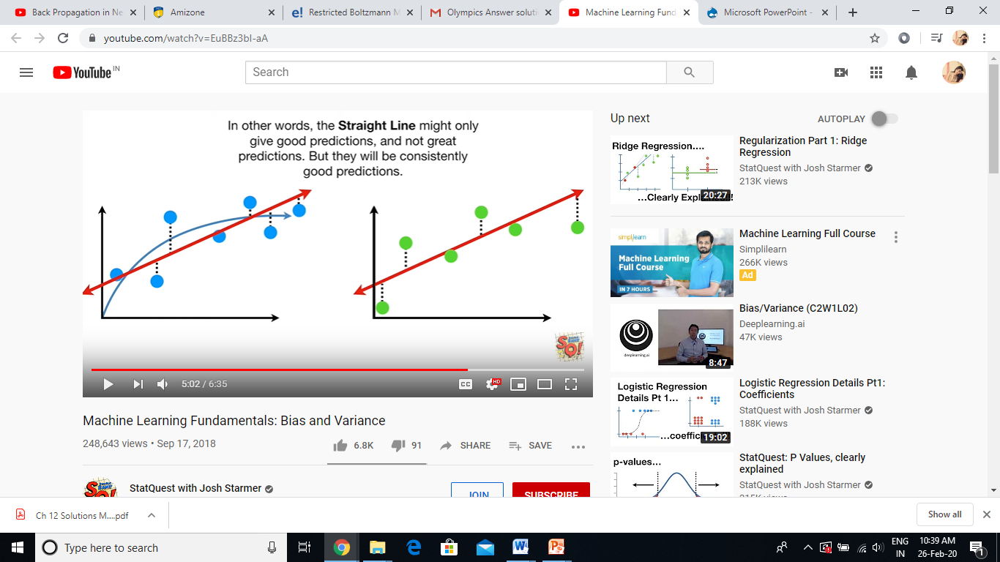 Back Propagation in Ne
Amizone
Restricted Boltzmann M
Olympics Answer soluti
Machine Learning Fund
Microsoft PowerPoint -
youtube.com/watch?v=EuBBz3bI-aA
YouTube IN
Search
In other words, the Straight Line might only
give good predictions, and not great
predictions. But they will be consistently
good predictions.
5:02 / 6:35
CC
HD
Machine Learning Fundamentals: Bias and Variance
248,643 views • Sep 17, 2018
6.8K
91
SHARE
SAVE
StatQuest with Josh Starmer
JOIN
SUBSCRIBE
Up next
AUTOPLAY
Ridge Regression….
…Clearly Expl
!
20:27
Regularization Part 1: Ridge
Regression
StatQuest with Josh Starmer
213K views
simplilearn
Machine Learning
Full Course
IN 7 HOURS
Machine Learning Full Course
Simplilearn
266K views
Ad
deeplearning.ai
8:47
Bias/Variance (C2W1L02)
Deeplearning.ai
47K views
Logistic Regression
Details Pt 1…
…coeffic
19:02
Logistic Regression Details Pt1:
Coefficients
StatQuest with Josh Starmer
188K views
p-values…
StatQuest: P Values, clearly
explained
StatQuest with Josh Starmer
Ch 12 Solutions M....pdf
Show all
Type here to search
ENG
IN
10:39 AM
26-Feb-20
1